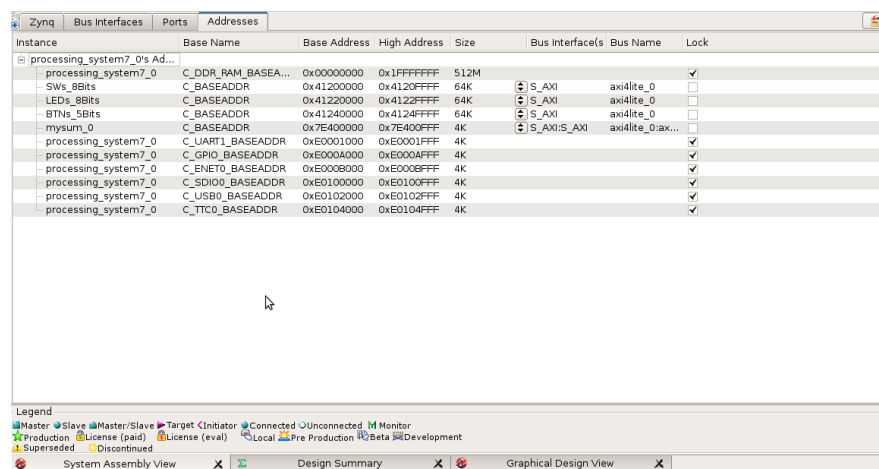 Zynq Bus Interfaces Ports Addresses
Instance Base Name Base Address High Address Size Bus Interface(s Bus Name Lock
processing_system7_0's Ad...
processing_system7_0 C_DDR_RAM_BASEA... 0x00000000 0x1FFFFFFF 512M
SWs_8Bits C_BASEADDR 0x41200000 0x4120FFFF 64K S_AXI axi4lite_0
LEDs_8Bits C_BASEADDR 0x41220000 0x4122FFFF 64K S_AXI axi4lite_0
BTNs_5Bits C_BASEADDR 0x41240000 0x4124FFFF 64K S_AXI axi4lite_0
mysum_0 C_BASEADDR 0x7E400000 0x7E400FFF 4K S_AXI:S_AXI axi4lite_0:ax...
processing_system7_0 C_UART1_BASEADDR 0xE0001000 0xE0001FFF 4K
processing_system7_0 C_GPIO_BASEADDR 0xE000A000 0xE000AFFF 4K
processing_system7_0 C_ENET0_BASEADDR 0xE000B000 0xE000BFFF 4K
processing_system7_0 C_SDIO0_BASEADDR 0xE0100000 0xE0100FFF 4K
processing_system7_0 C_USB0_BASEADDR 0xE0102000 0xE0102FFF 4K
processing_system7_0 C_TTC0_BASEADDR 0xE0104000 0xE0104FFF 4K
Legend
Master Slave Master/Slave Target Initiator Connected Unconnected M Monitor
Production License (paid) License (eval) Local Pre Production Beta Development
Superseded Discontinued
System Assembly View X Σ Design Summary X Graphical Design View X